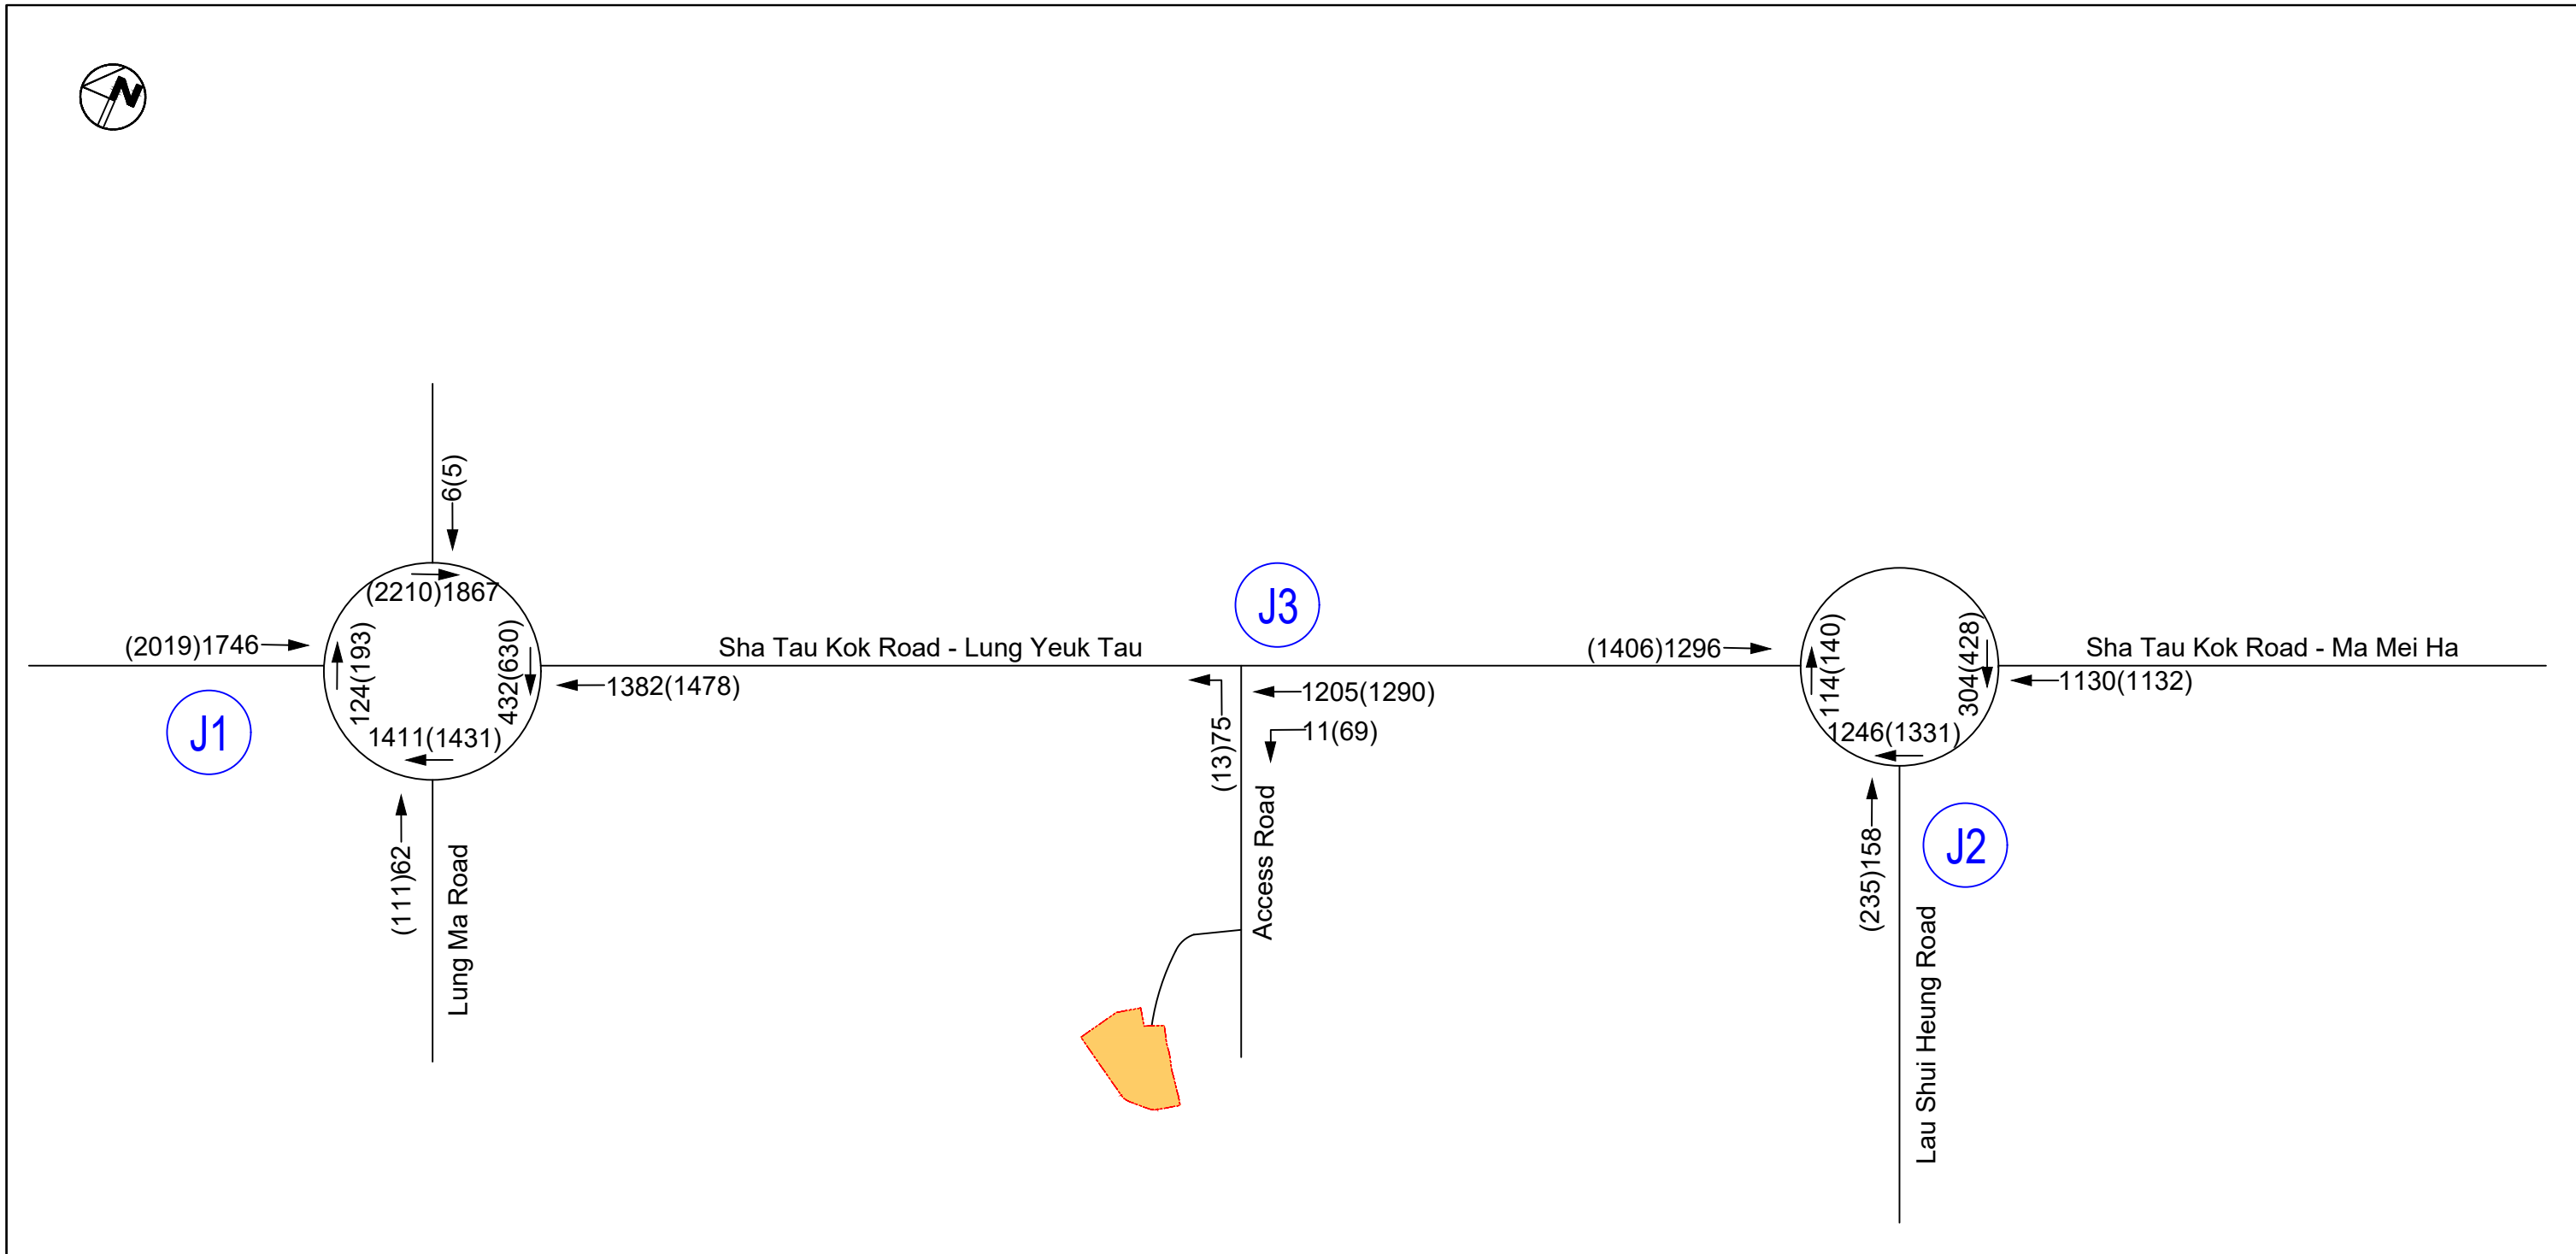 N
6(5)
(2210)1867
(2019)1746
124(193)
432(630)
1411(1431)
J1
(111)62
Lung Ma Road
Sha Tau Kok Road - Lung Yeuk Tau
1382(1478)
J3
1205(1290)
11(69)
(13)75
Access Road
(1406)1296
114(140)
304(428)
1246(1331)
Sha Tau Kok Road - Ma Mei Ha
1130(1132)
(235)158
J2
Lau Shui Heung Road